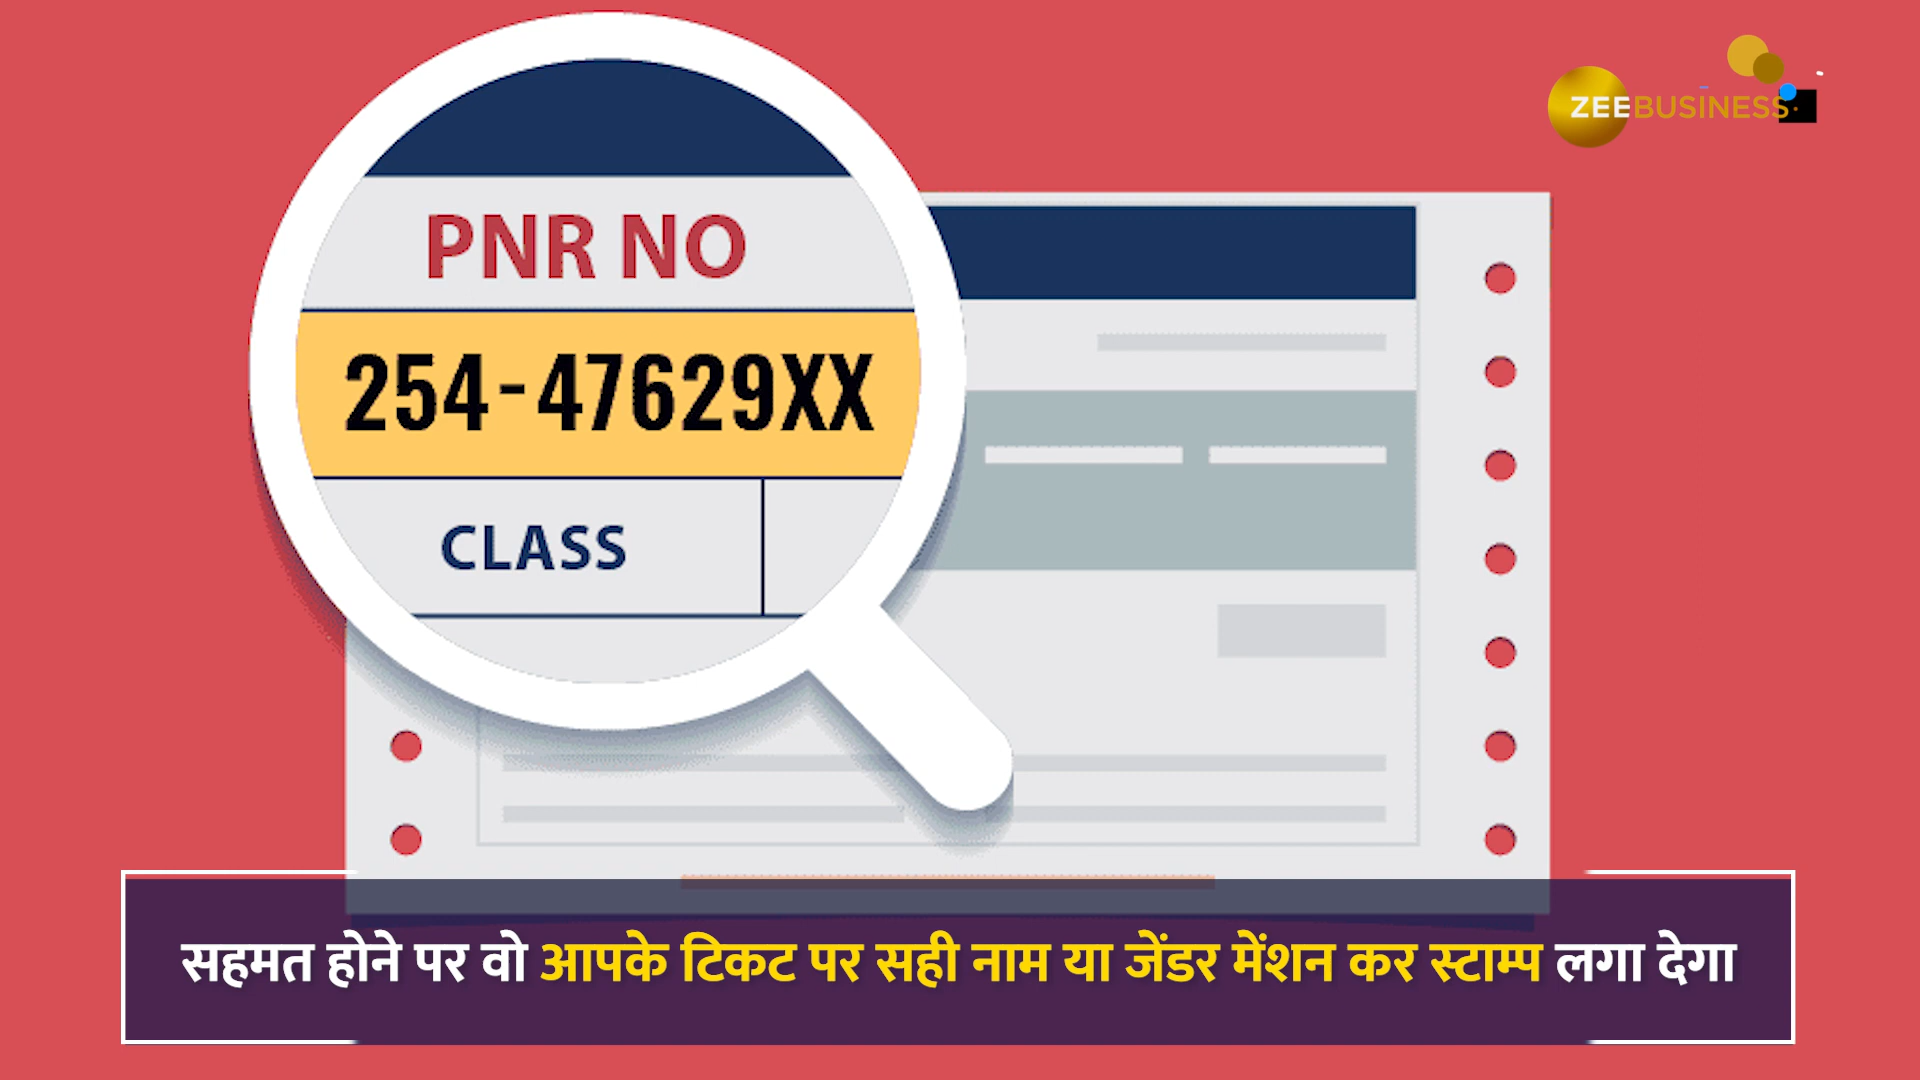 ZEEBUSINESS
PNR NO
254-47629XX
CLASS
सहमत होने पर वो आपके टिकट पर सही नाम या जेंडर मेंशन कर स्टाम्प लगा देगा